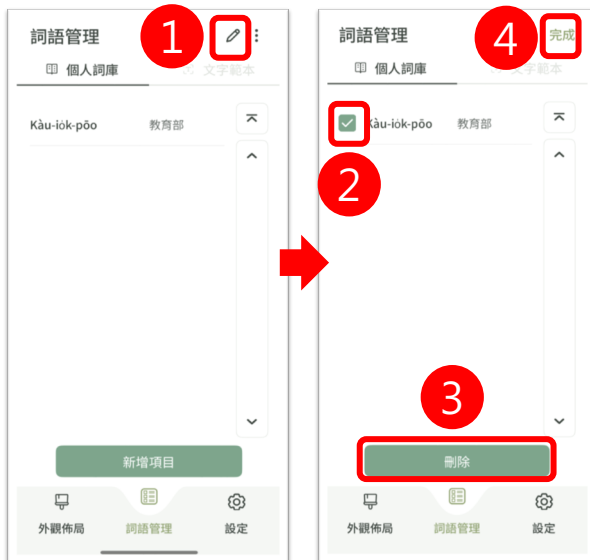 詞語管理
1
個人詞庫
文字範本
Kàu-io̍k-pōo
教育部
新增項目
外觀佈局
詞語管理
設定
詞語管理
4
完成
個人詞庫
文字範本
Kàu-io̍k-pōo
教育部
2
3
刪除
外觀佈局
詞語管理
設定